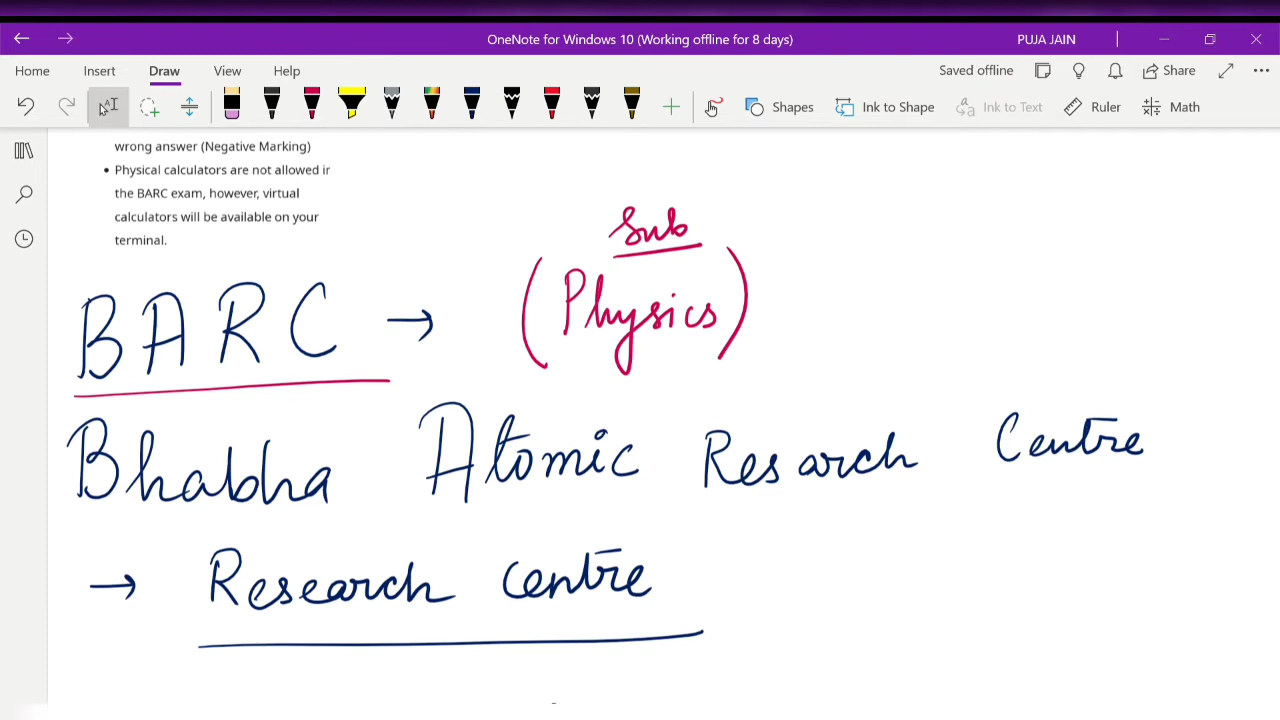 OneNote for Windows 10 (Working offline for 8 days) PUJA JAIN
Home Insert Draw View Help Saved offline Share
Shapes Ink to Shape Ink to Text Ruler Math
wrong answer (Negative Marking)
• Physical calculators are not allowed in
the BARC exam, however, virtual
calculators will be available on your
terminal.
Sub
BARC → (Physics)
Bhabha Atomic Resarch Centre
→ Research centre